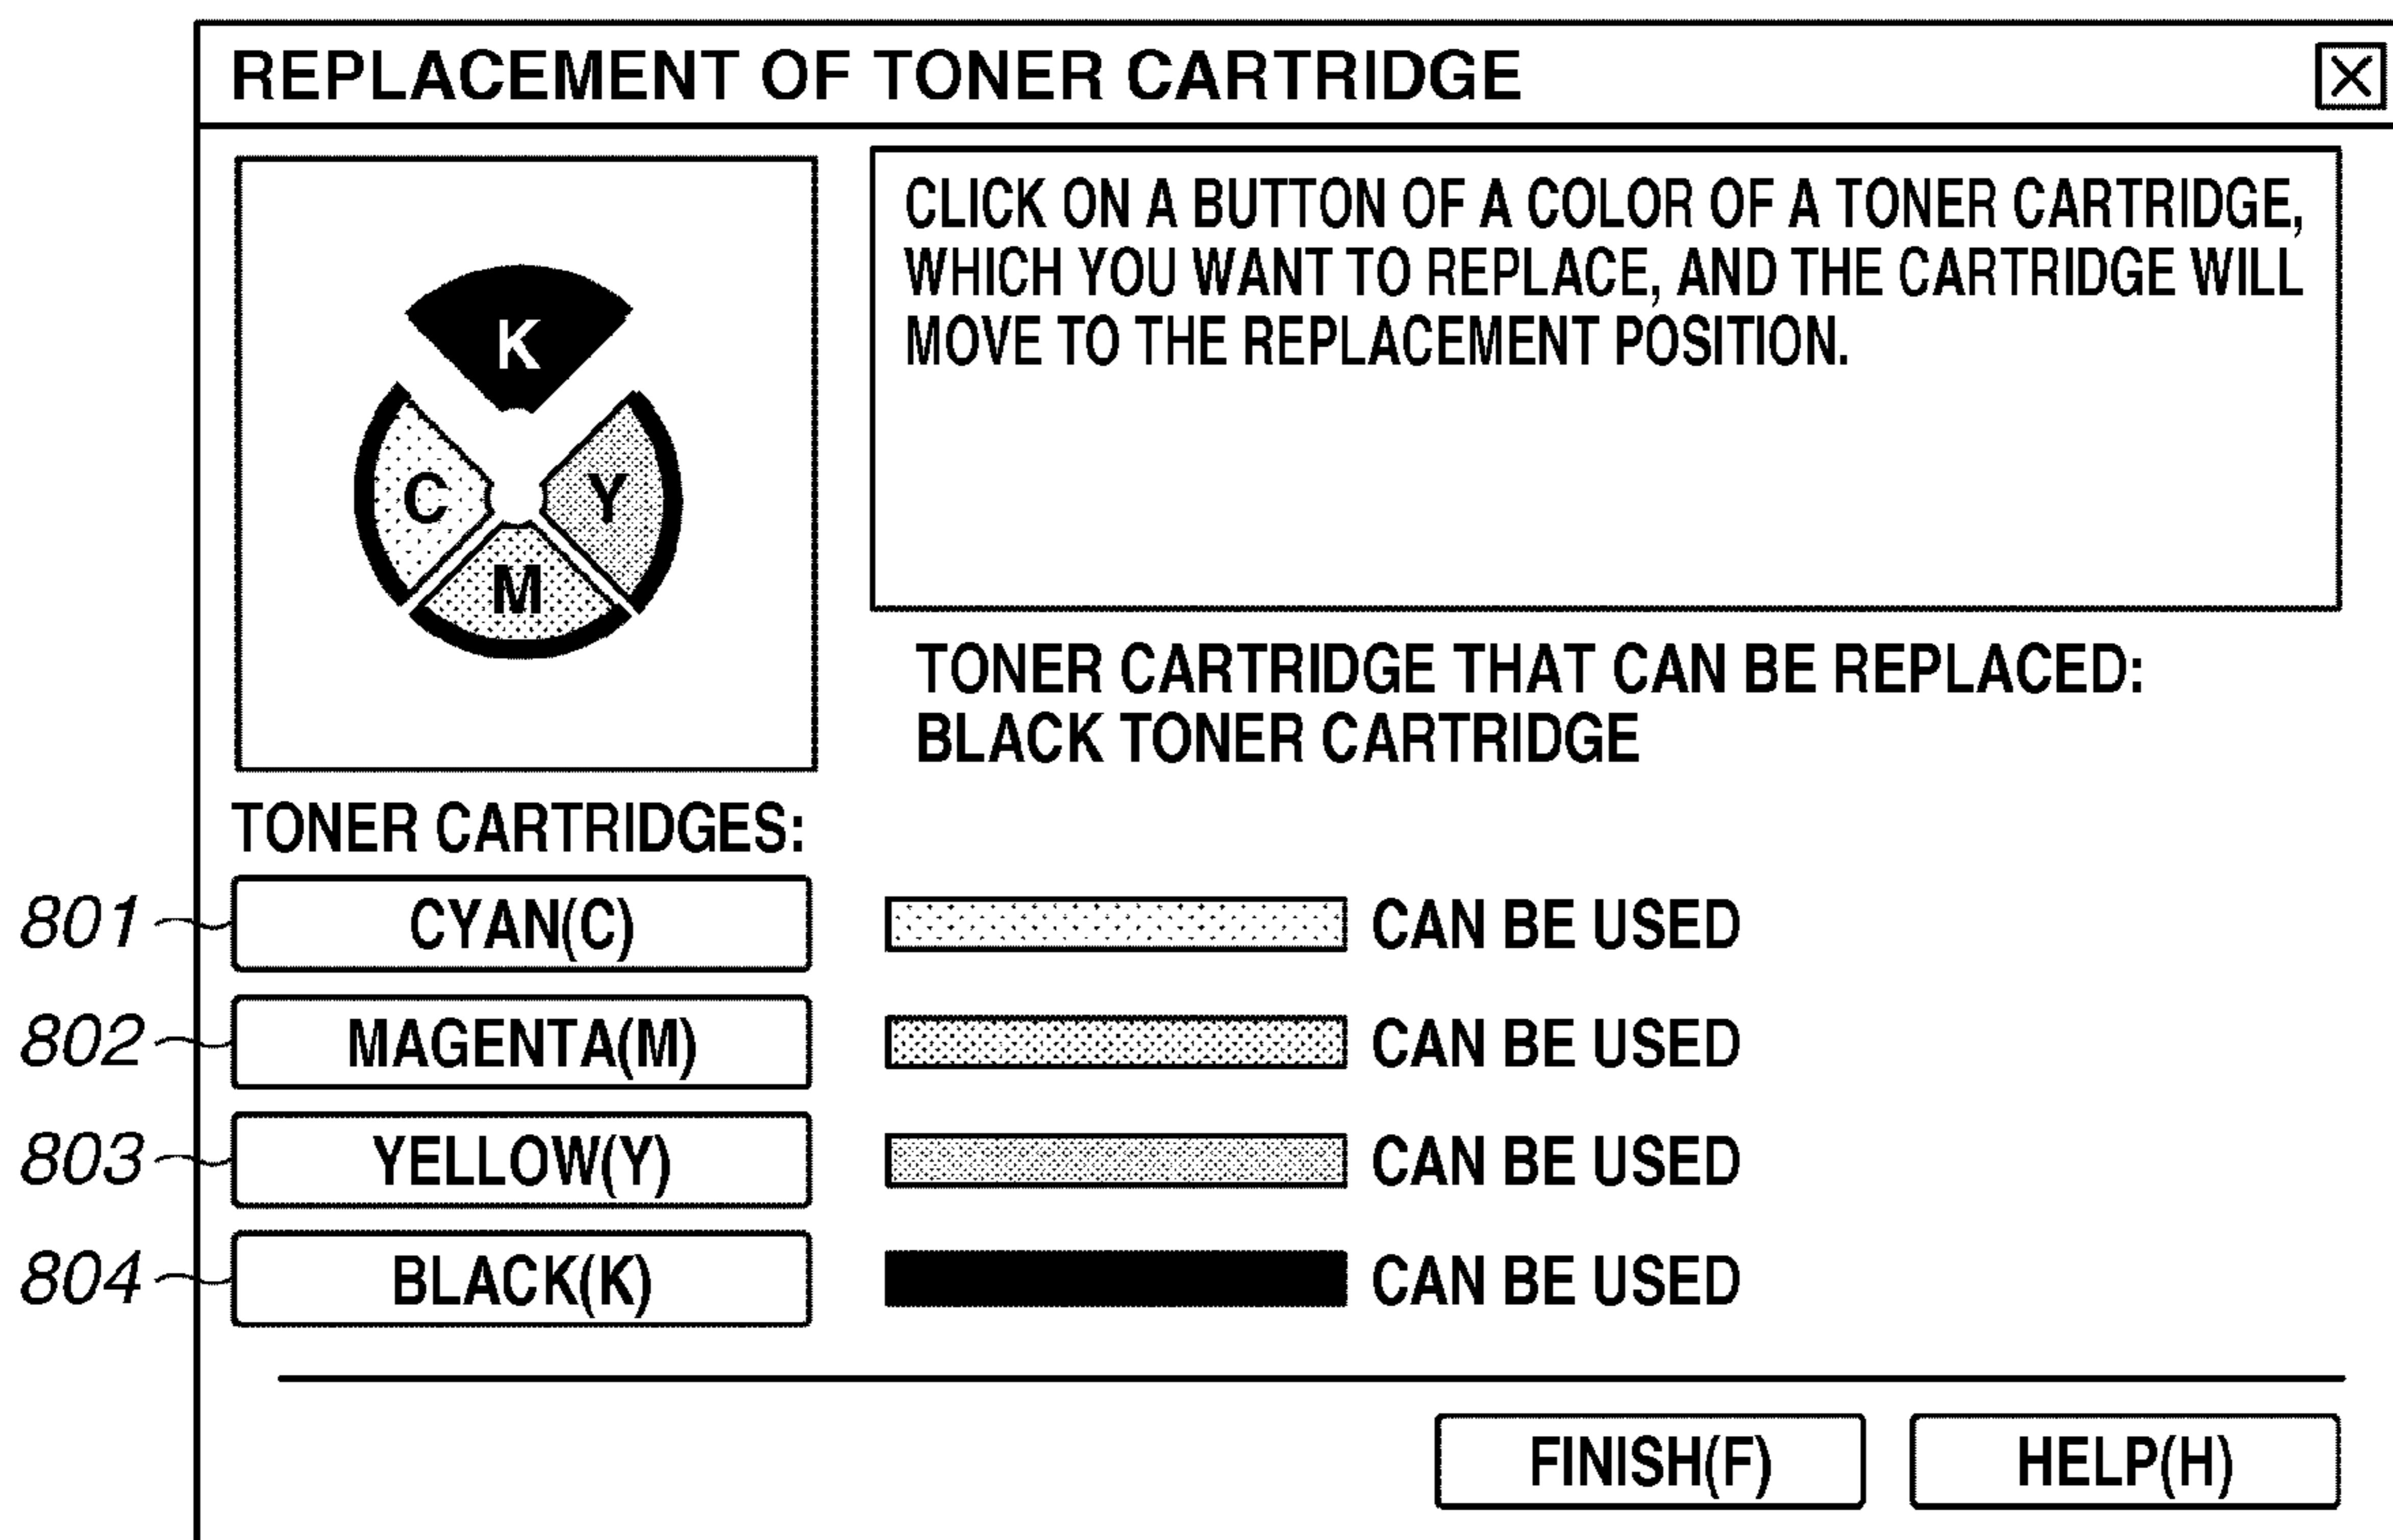 REPLACEMENT OF TONER CARTRIDGE
K
C
Y
M
CLICK ON A BUTTON OF A COLOR OF A TONER CARTRIDGE,
WHICH YOU WANT TO REPLACE, AND THE CARTRIDGE WILL
MOVE TO THE REPLACEMENT POSITION.
TONER CARTRIDGE THAT CAN BE REPLACED:
BLACK TONER CARTRIDGE
TONER CARTRIDGES:
801 CYAN(C) CAN BE USED
802 MAGENTA(M) CAN BE USED
803 YELLOW(Y) CAN BE USED
804 BLACK(K) CAN BE USED
FINISH(F) HELP(H)